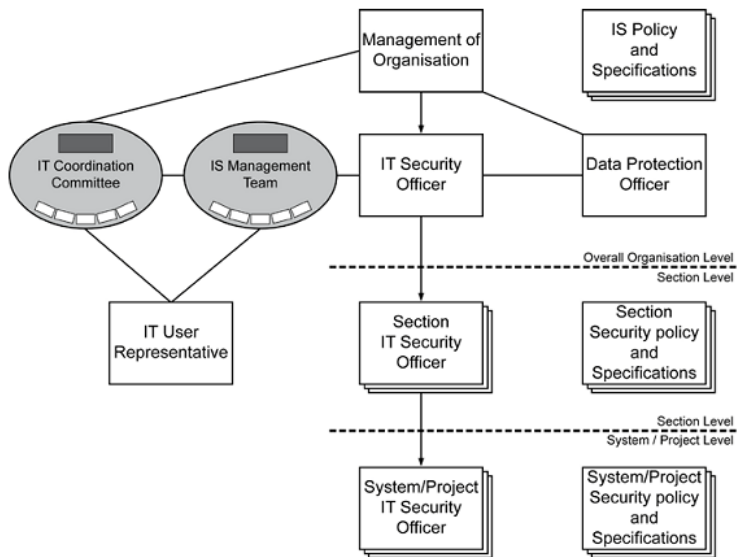 Management of
Organisation
IS Policy
and
Specifications
IT Coordination
Committee
IS Management
Team
IT Security
Officer
Data Protection
Officer
Overall Organisation Level
Section Level
IT User
Representative
Section
IT Security
Officer
Section
Security policy
and
Specifications
Section Level
System / Project Level
System/Project
IT Security
Officer
System/Project
Security policy
and
Specifications